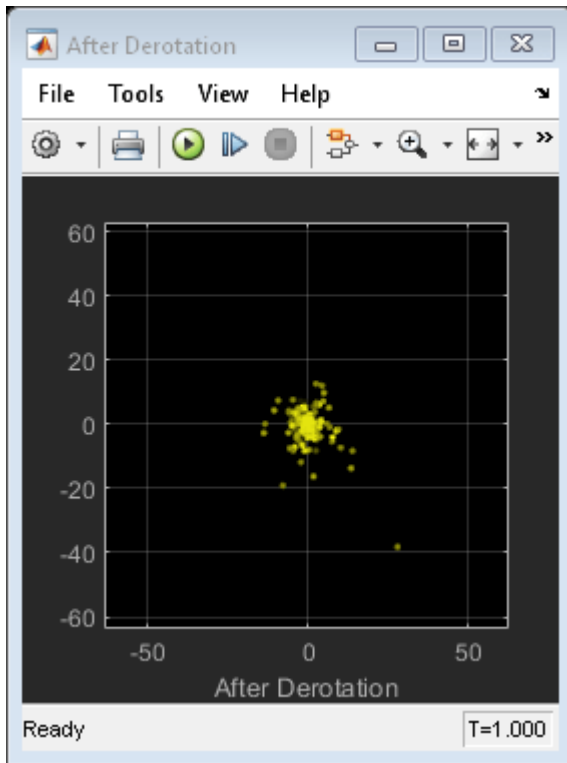 After Derotation
File Tools View Help
60
40
20
0
-20
-40
-60
-50 0 50
After Derotation
Ready T=1.000